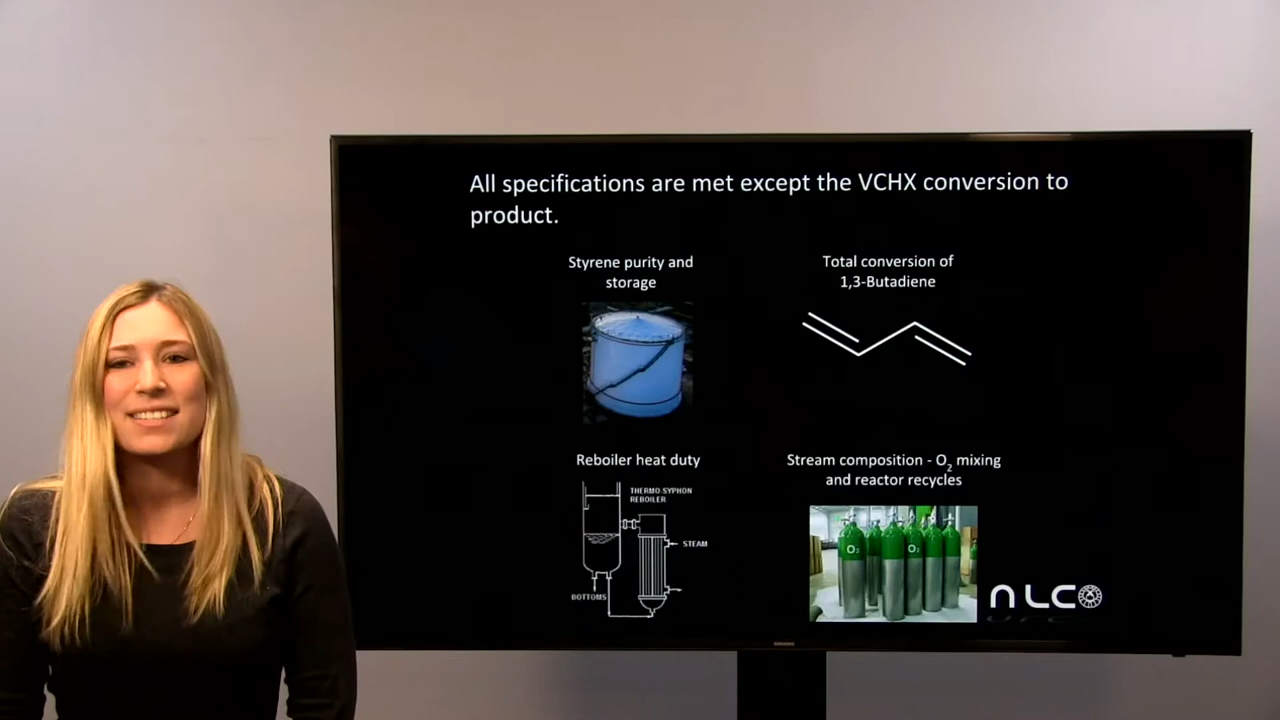 All specifications are met except the VCHX conversion to
product.
Styrene purity and
storage
Total conversion of
1,3-Butadiene
Reboiler heat duty
THERMO SYPHON
REBOILER
STEAM
BOTTOMS
Stream composition - O₂ mixing
and reactor recycles
O₂ O₂
nLC
SAMSUNG